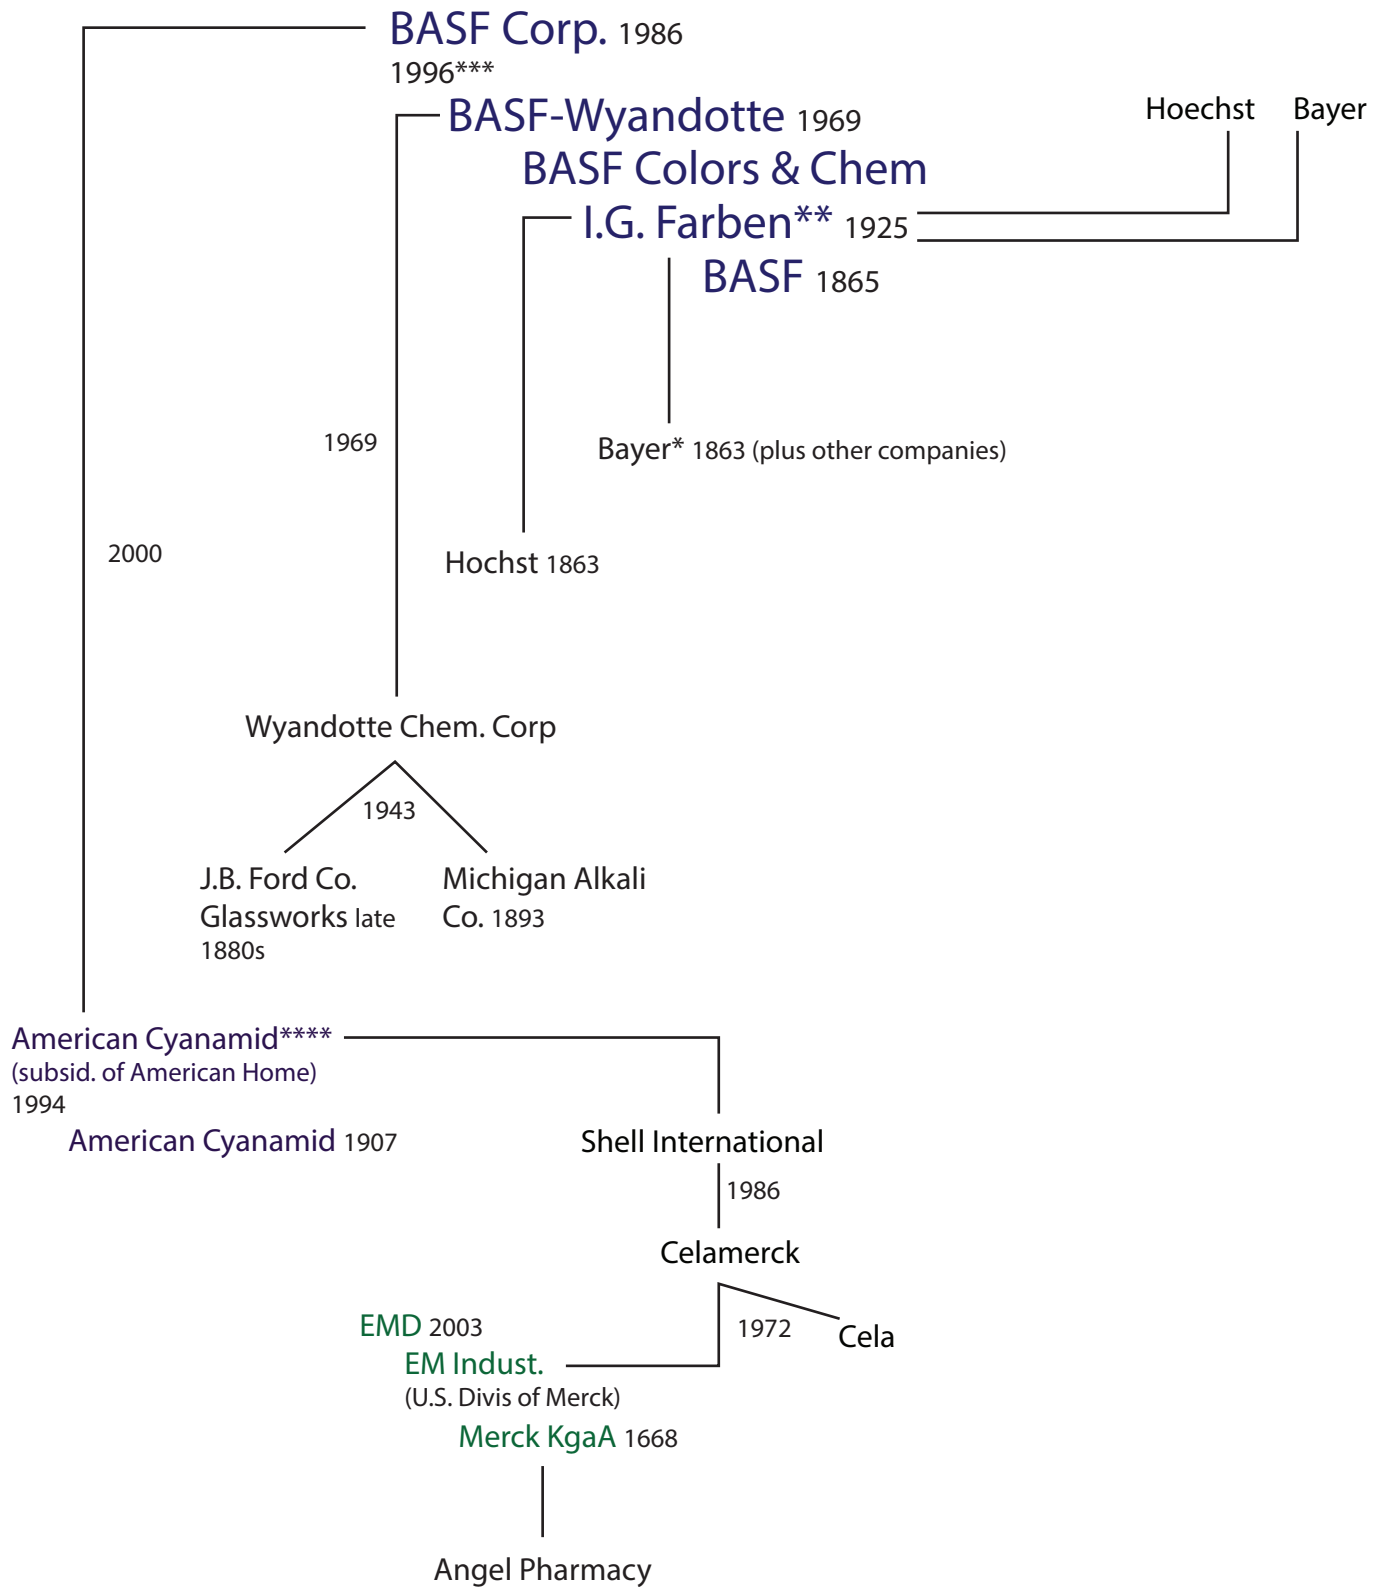 BASF Corp. 1986
1996***
BASF-Wyandotte 1969
Hoechst
Bayer
BASF Colors & Chem
I.G. Farben** 1925
BASF 1865
1969
Bayer* 1863 (plus other companies)
2000
Hochst 1863
Wyandotte Chem. Corp
1943
J.B. Ford Co.
Glassworks late
1880s
Michigan Alkali
Co. 1893
American Cyanamid****
(subsid. of American Home)
1994
American Cyanamid 1907
Shell International
1986
Celamerck
1972
Cela
EMD 2003
EM Indust.
(U.S. Divis of Merck)
Merck KgaA 1668
Angel Pharmacy